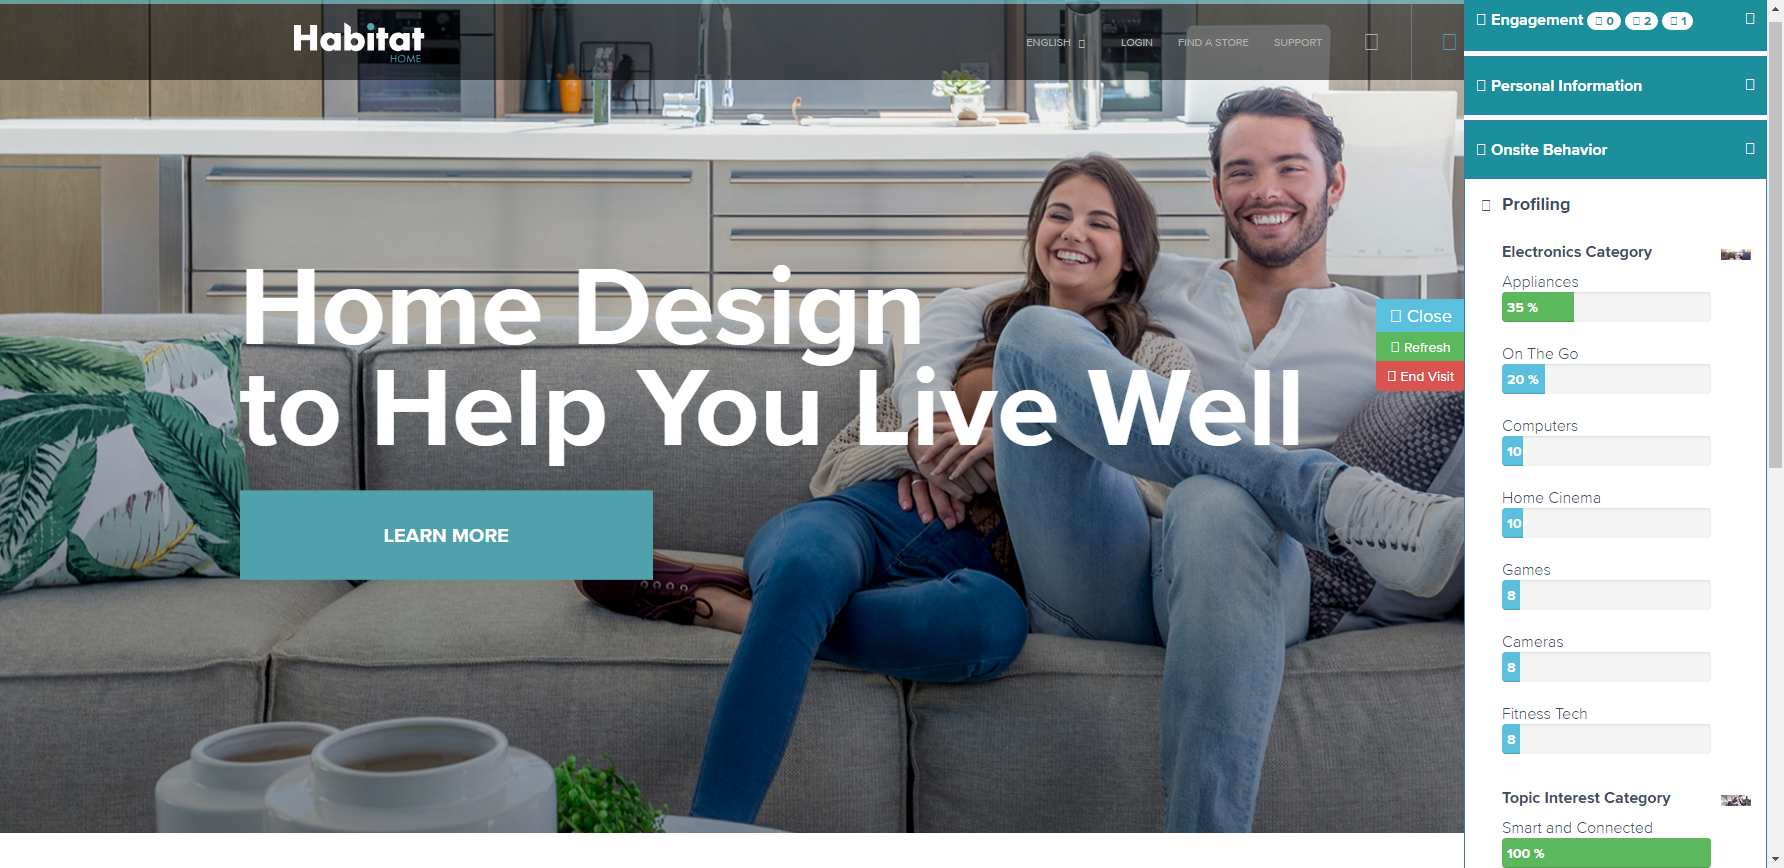 Habitat
HOME
ENGLISH
LOGIN
FIND A STORE
SUPPORT
Home Design
to Help You Live Well
LEARN MORE
Close
Refresh
End Visit
Engagement 0 2 1
Personal Information
Onsite Behavior
Profiling
Electronics Category
Appliances
35 %
On The Go
20 %
Computers
10
Home Cinema
10
Games
8
Cameras
8
Fitness Tech
8
Topic Interest Category
Smart and Connected
100 %